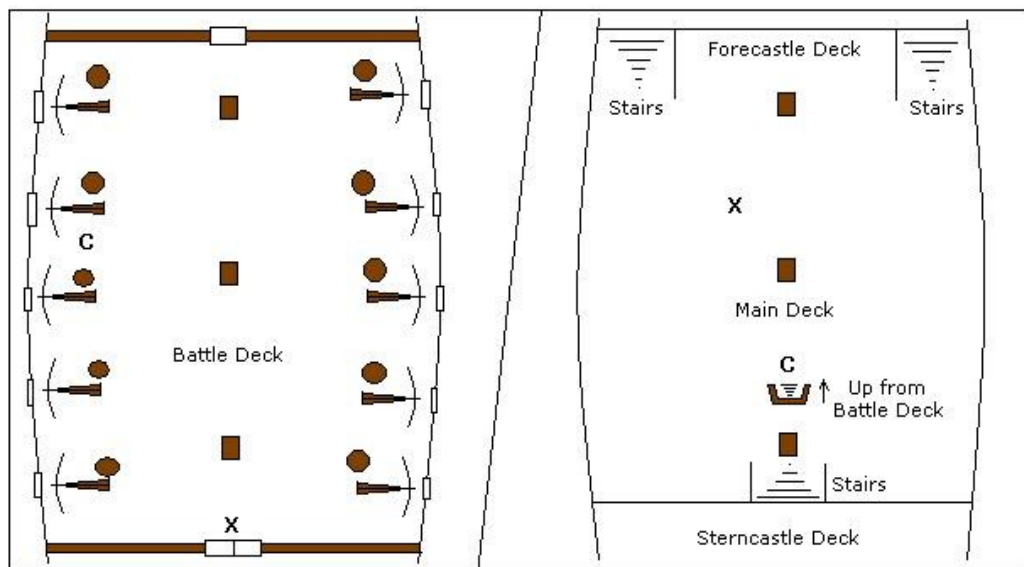 C
Battle Deck
X
Forecastle Deck
Stairs
Stairs
X
Main Deck
C
Up from
Battle Deck
Stairs
Sterncastle Deck